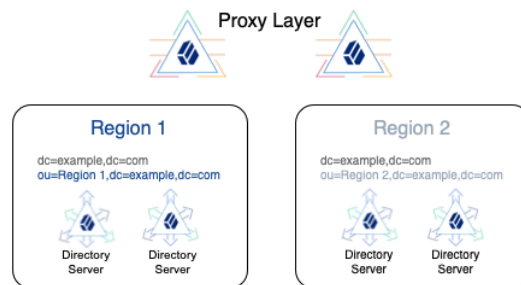 Proxy Layer
Region 1
dc=example,dc=com
ou=Region 1,dc=example,dc=com
Directory
Server
Directory
Server
Region 2
dc=example,dc=com
ou=Region 2,dc=example,dc=com
Directory
Server
Directory
Server